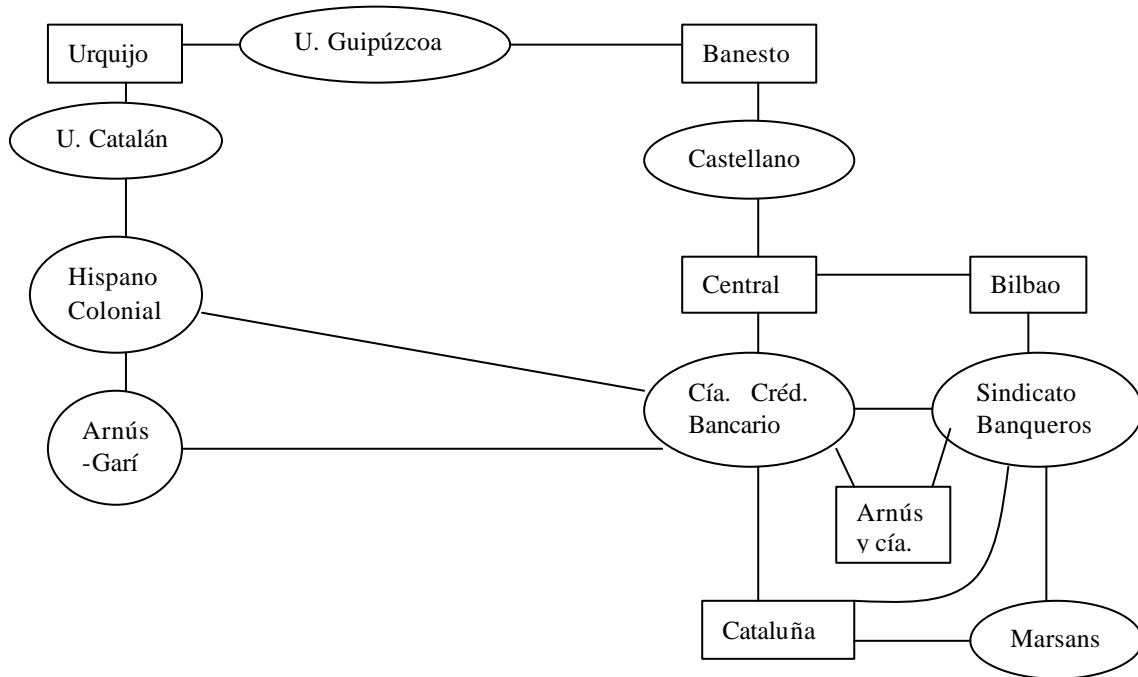 Urquijo
U. Guipúzcoa
Banesto
U. Catalán
Castellano
Hispano
Colonial
Central
Bilbao
Cía. Créd.
Bancario
Sindicato
Banqueros
Arnús
-Garí
Arnús
y cía.
Cataluña
Marsans